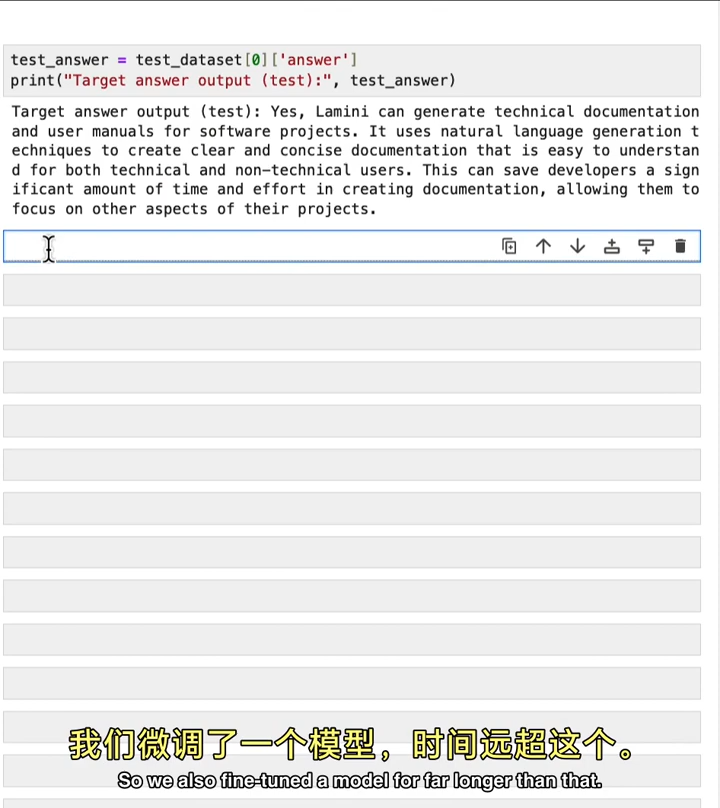 test_answer = test_dataset[0]['answer']
print("Target answer output (test):", test_answer)
Target answer output (test): Yes, Lamini can generate technical documentation
and user manuals for software projects. It uses natural language generation t
echniques to create clear and concise documentation that is easy to understan
d for both technical and non-technical users. This can save developers a sign
ificant amount of time and effort in creating documentation, allowing them to
focus on other aspects of their projects.
我们微调了一个模型，时间远超这个。
So we also fine-tuned a model for far longer than that.